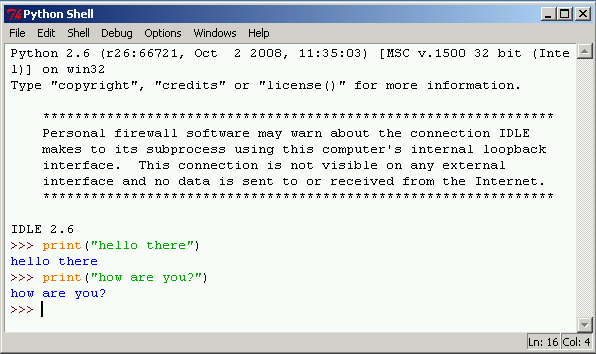 Python Shell
File Edit Shell Debug Options Windows Help
Python 2.6 (r26:66721, Oct  2 2008, 11:35:03) [MSC v.1500 32 bit (Inte
l)] on win32
Type "copyright", "credits" or "license()" for more information.
****************************************************************
Personal firewall software may warn about the connection IDLE
makes to its subprocess using this computer's internal loopback
interface.  This connection is not visible on any external
interface and no data is sent to or received from the Internet.
****************************************************************
IDLE 2.6
>>> print("hello there")
hello there
>>> print("how are you?")
how are you?
>>>
Ln: 16 Col: 4